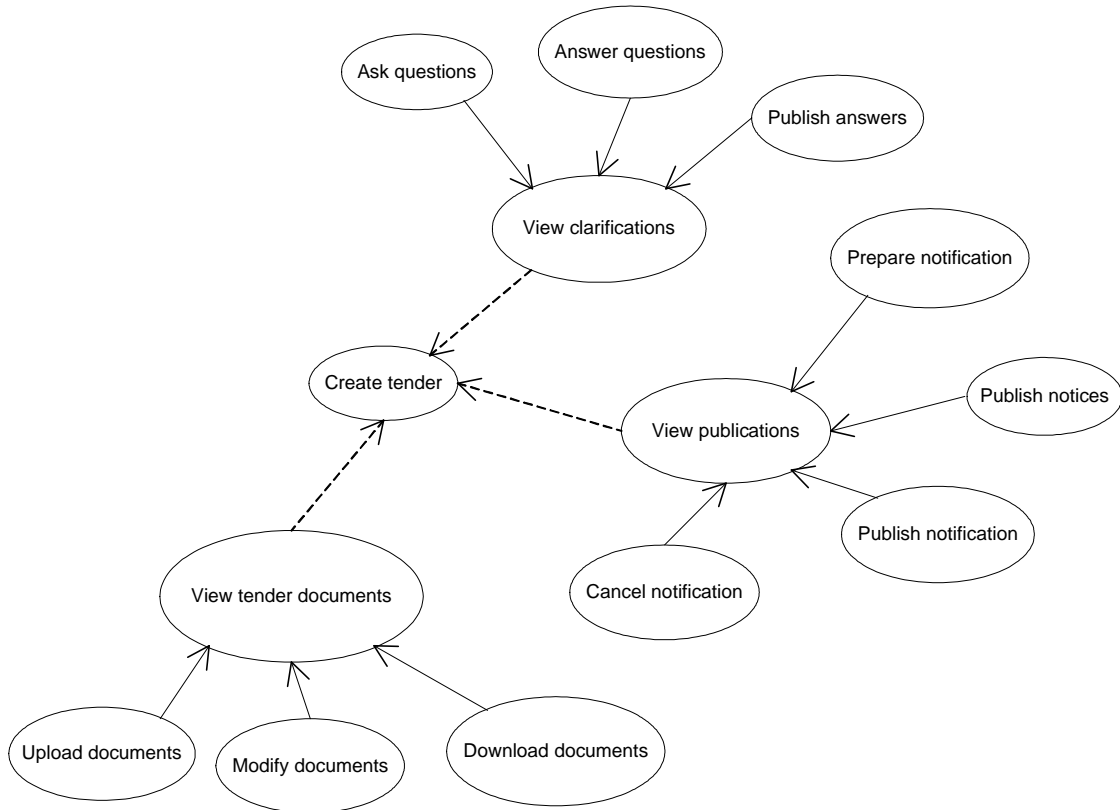 Answer questions
Ask questions
Publish answers
View clarifications
Prepare notification
Create tender
Publish notices
View publications
Publish notification
Cancel notification
View tender documents
Upload documents
Modify documents
Download documents